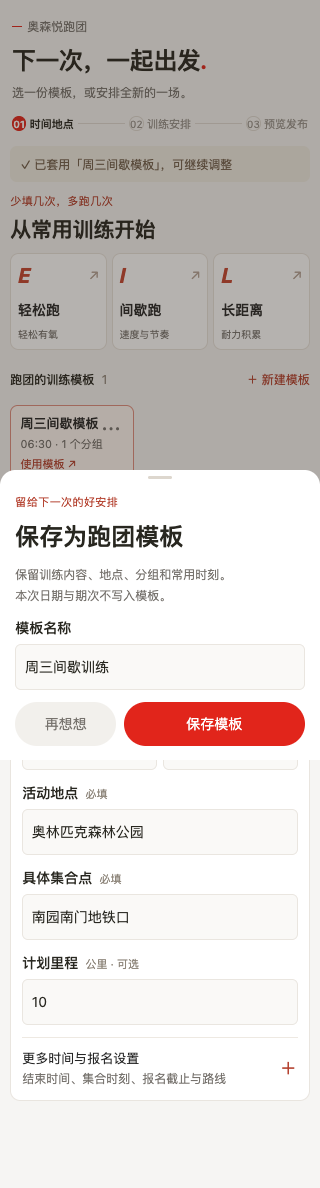 — 奥森悦跑团
下一次，一起出发.
选一份模板，或安排全新的一场。
01 时间地点 02 训练安排 03 预览发布
✓ 已套用「周三间歇模板」，可继续调整
少填几次，多跑几次
从常用训练开始
E ↗ I ↗ L ↗
轻松跑 间歇跑 长距离
轻松有氧 速度与节奏 耐力积累
跑团的训练模板 1 ＋ 新建模板
周三间歇模板 ...
06:30 · 1 个分组
使用模板 ↗
留给下一次的好安排
保存为跑团模板
保留训练内容、地点、分组和常用时刻。
本次日期与期次不写入模板。
模板名称
周三间歇训练
再想想 保存模板
活动地点 必填
奥林匹克森林公园
具体集合点 必填
南园南门地铁口
计划里程 公里 · 可选
10
更多时间与报名设置
结束时间、集合时刻、报名截止与路线 ＋